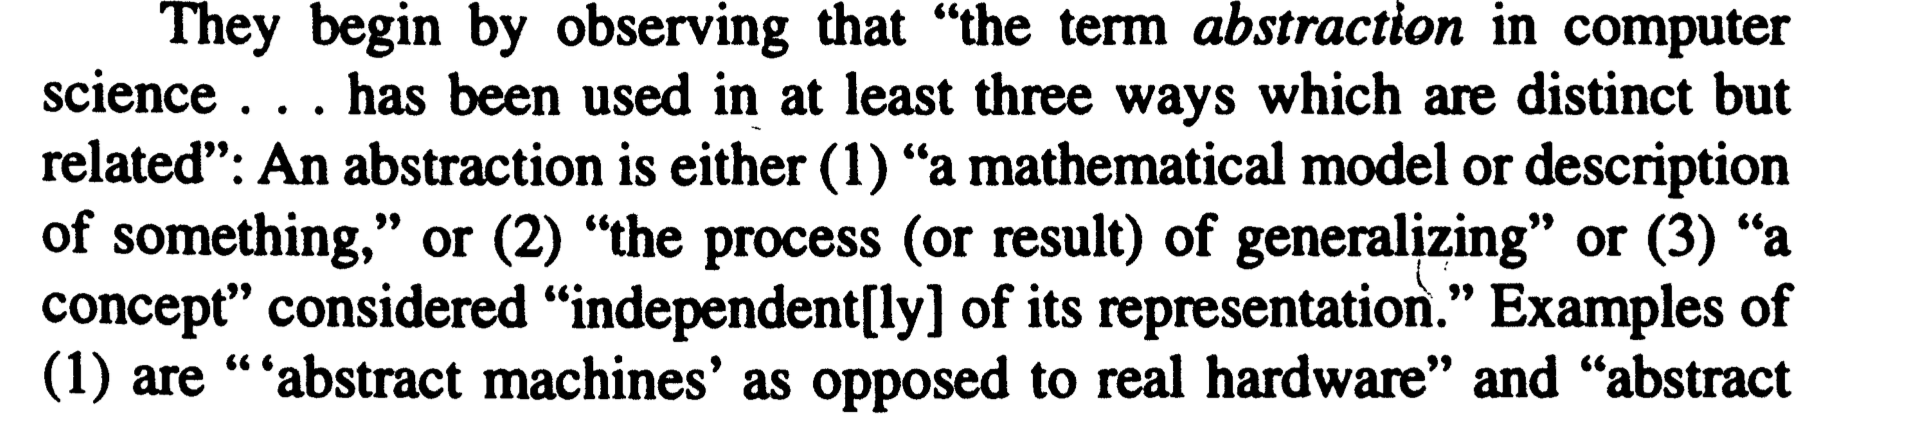 They begin by observing that “the term abstraction in computer
science . . . has been used in at least three ways which are distinct but
related”: An abstraction is either (1) “a mathematical model or description
of something,” or (2) “the process (or result) of generalizing” or (3) “a
concept” considered “independent[ly] of its representation.” Examples of
(1) are “ ‘abstract machines’ as opposed to real hardware” and “abstract